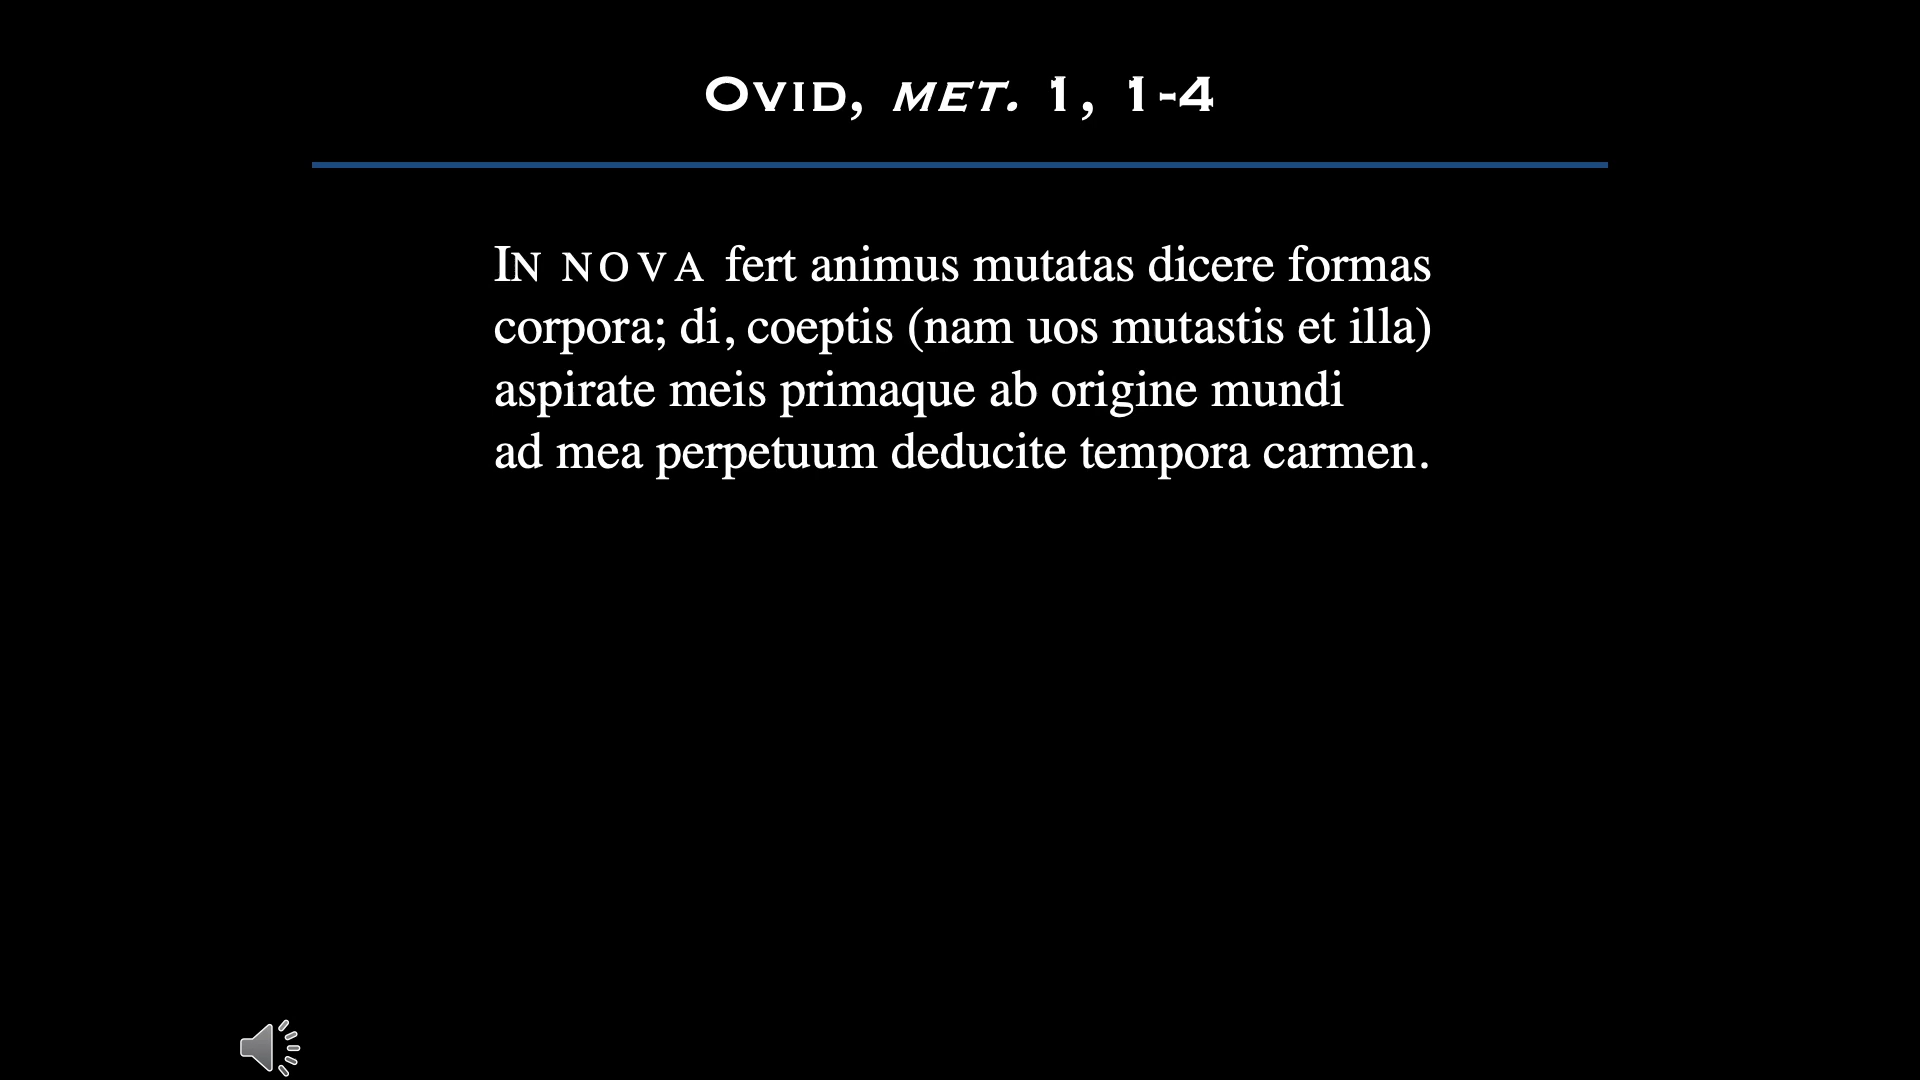 Ovid, met. 1, 1-4
In nova fert animus mutatas dicere formas
corpora; di, coeptis (nam uos mutastis et illa)
aspirate meis primaque ab origine mundi
ad mea perpetuum deducite tempora carmen.